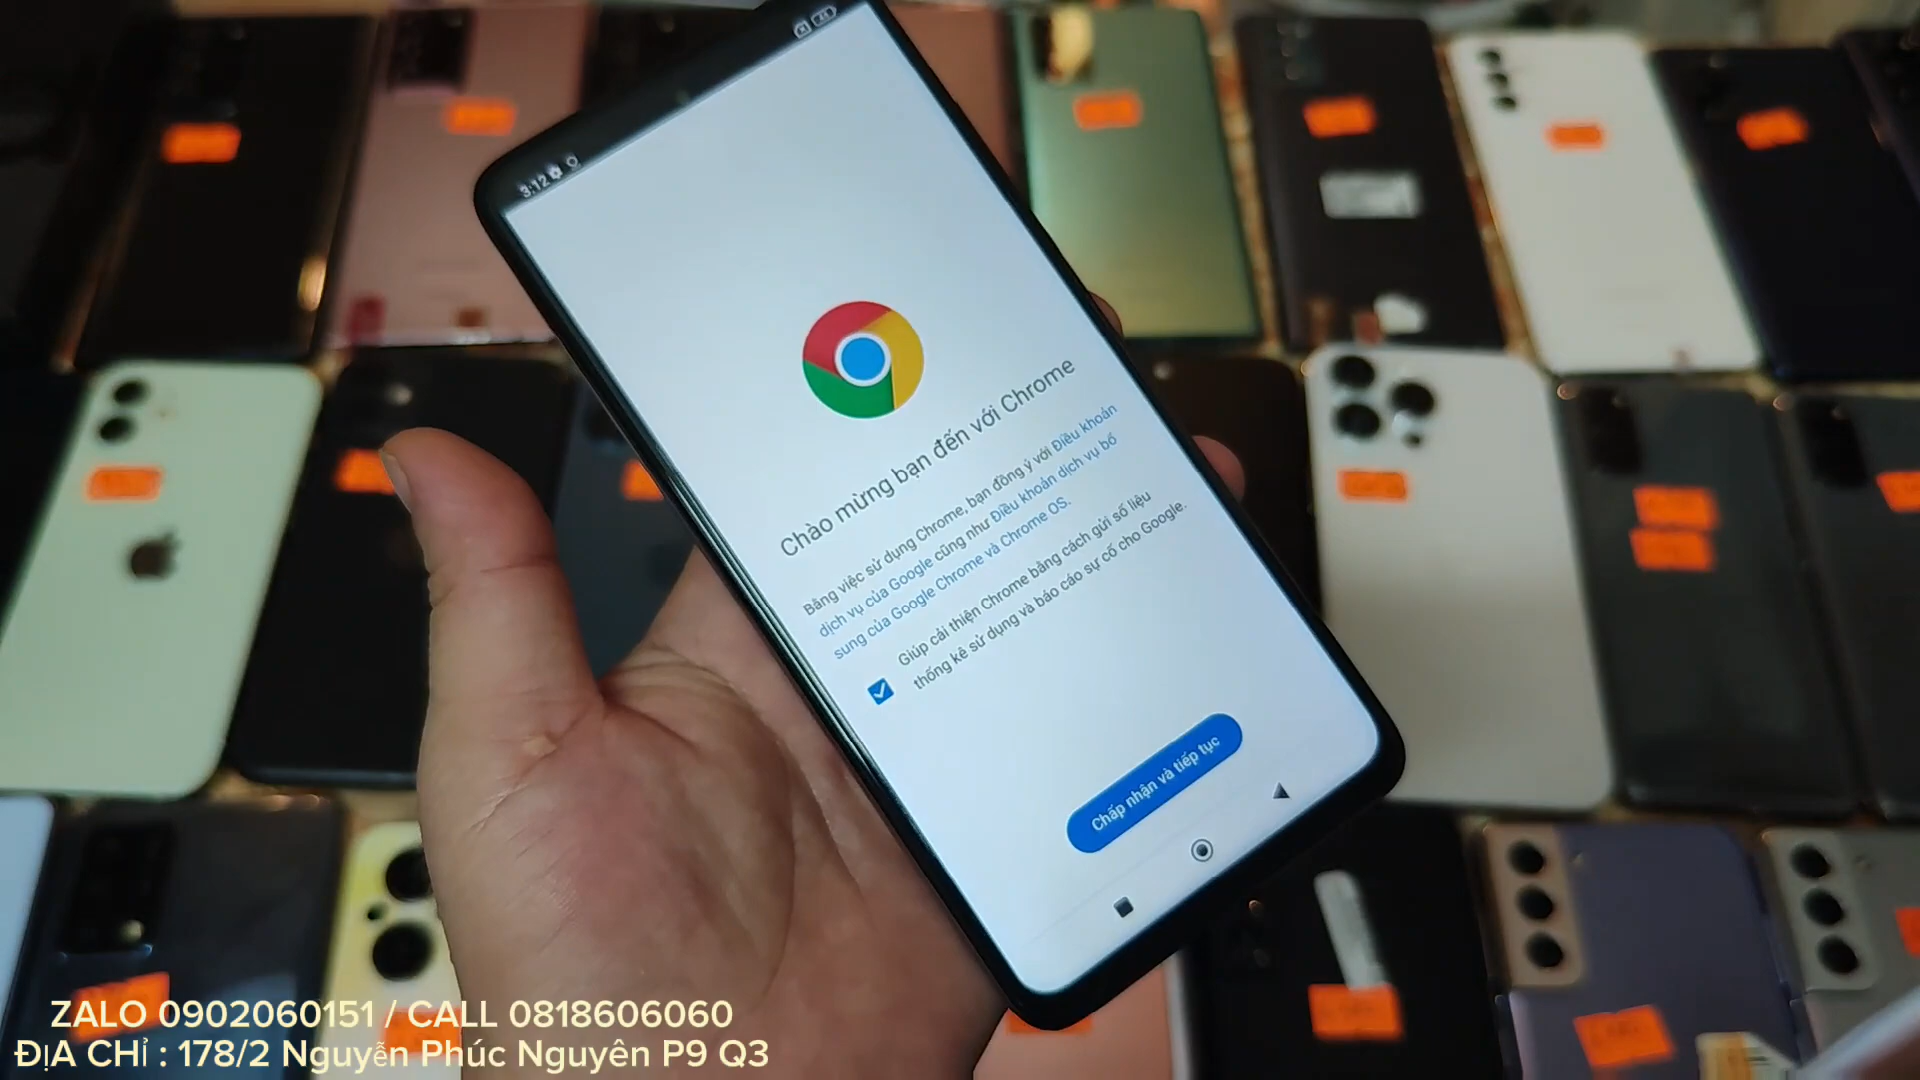 3:12
Chào mừng bạn đến với Chrome
Bằng việc sử dụng Chrome, bạn đồng ý với Điều khoản
dịch vụ của Google cũng như Điều khoản dịch vụ bổ
sung của Google Chrome và Chrome OS.
Giúp cải thiện Chrome bằng cách gửi số liệu
thống kê sử dụng và báo cáo sự cố cho Google.
Chấp nhận và tiếp tục
ZALO 0902060151 / CALL 0818606060
ĐỊA CHỈ : 178/2 Nguyễn Phúc Nguyên P9 Q3